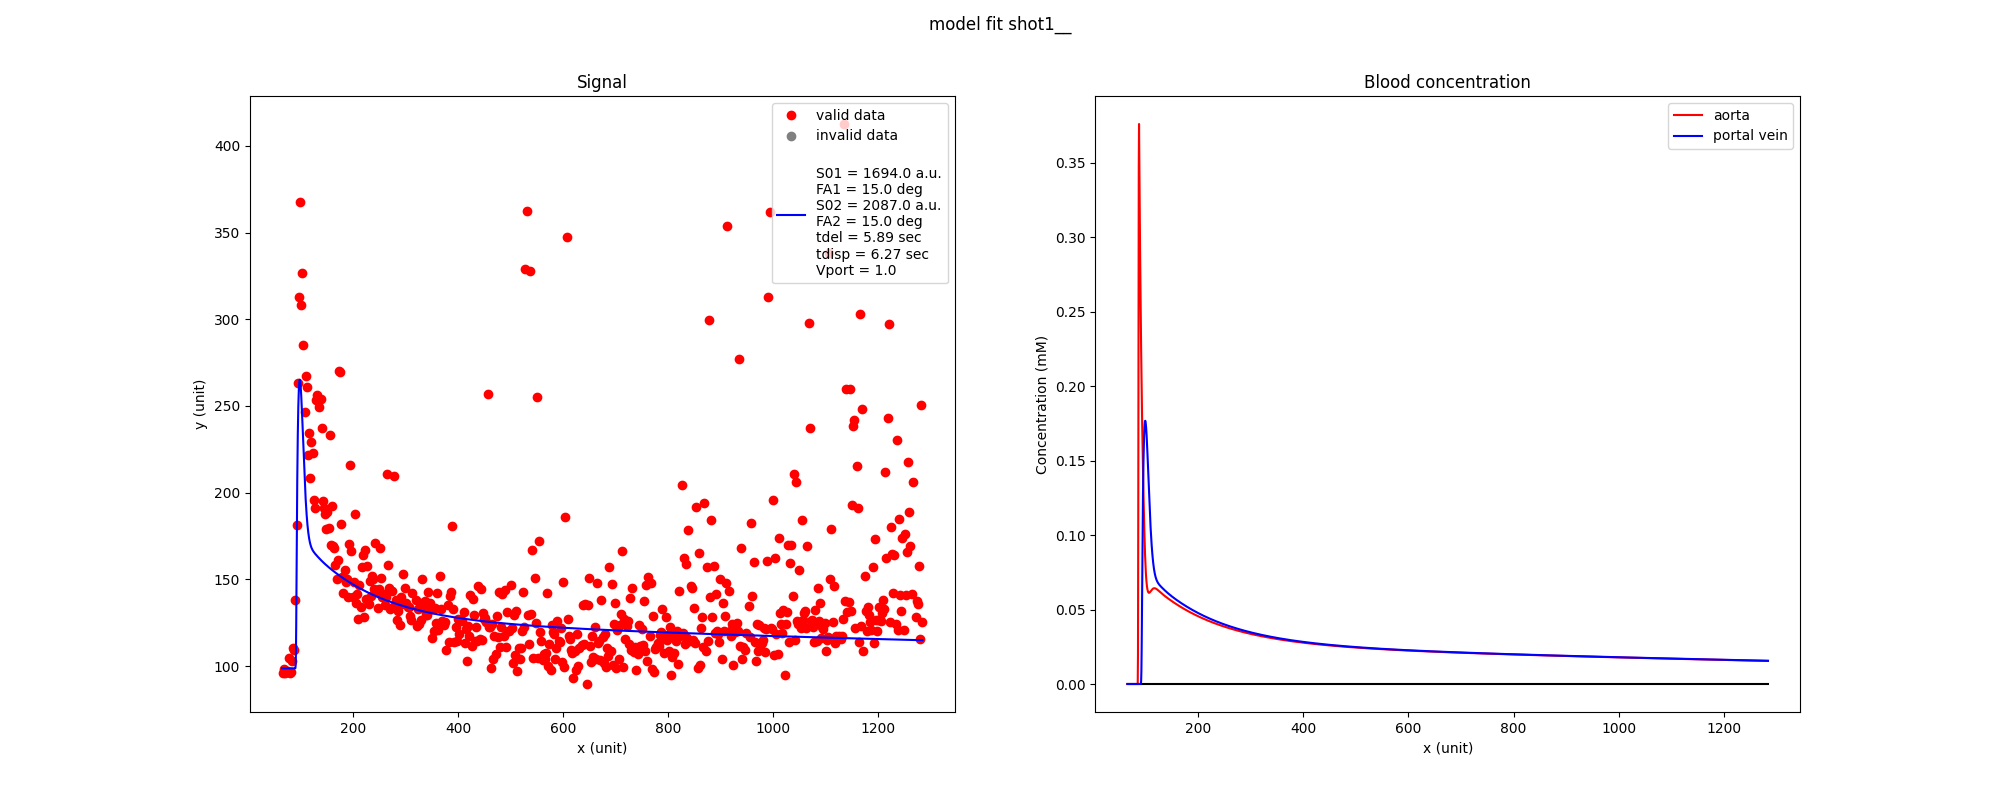 model fit shot1__
Signal
y (unit)
400
350
300
250
200
150
100
200
400
600
800
1000
1200
x (unit)
valid data
invalid data
S01 = 1694.0 a.u.
FA1 = 15.0 deg
S02 = 2087.0 a.u.
FA2 = 15.0 deg
tdel = 5.89 sec
tdisp = 6.27 sec
Vport = 1.0
Blood concentration
Concentration (mM)
0.35
0.30
0.25
0.20
0.15
0.10
0.05
0.00
200
400
600
800
1000
1200
x (unit)
aorta
portal vein